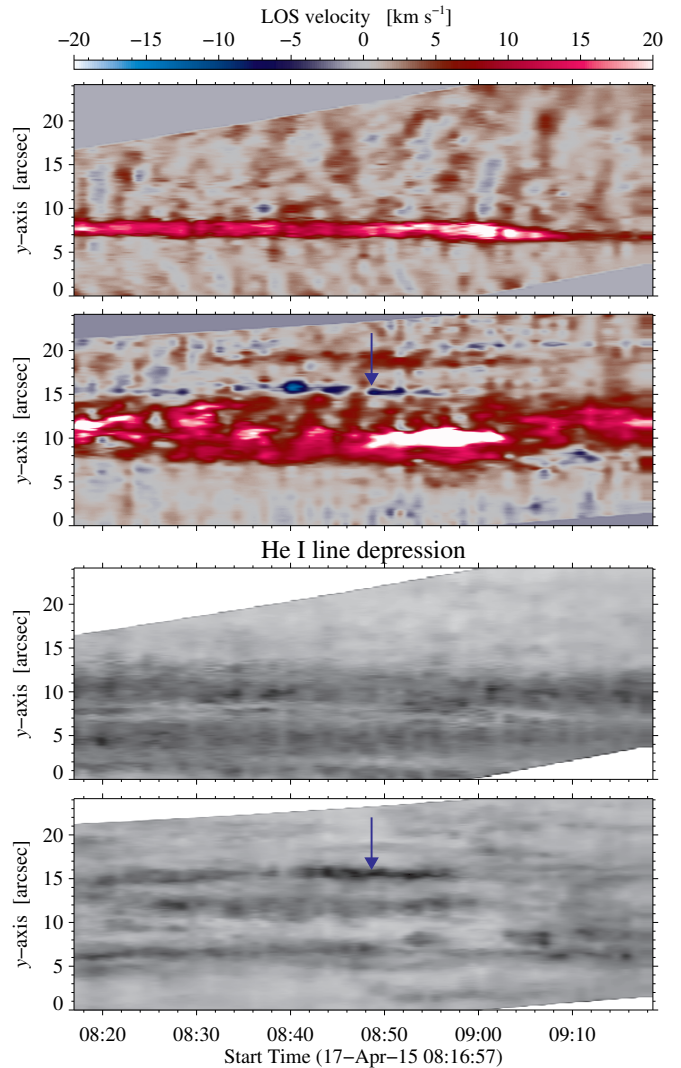 LOS velocity [km s⁻¹]
−20 −15 −10 −5 0 5 10 15 20
y−axis [arcsec]
20
15
10
5
0
y−axis [arcsec]
20
15
10
5
0
He I line depression
y−axis [arcsec]
20
15
10
5
0
y−axis [arcsec]
20
15
10
5
0
08:20 08:30 08:40 08:50 09:00 09:10
Start Time (17−Apr−15 08:16:57)